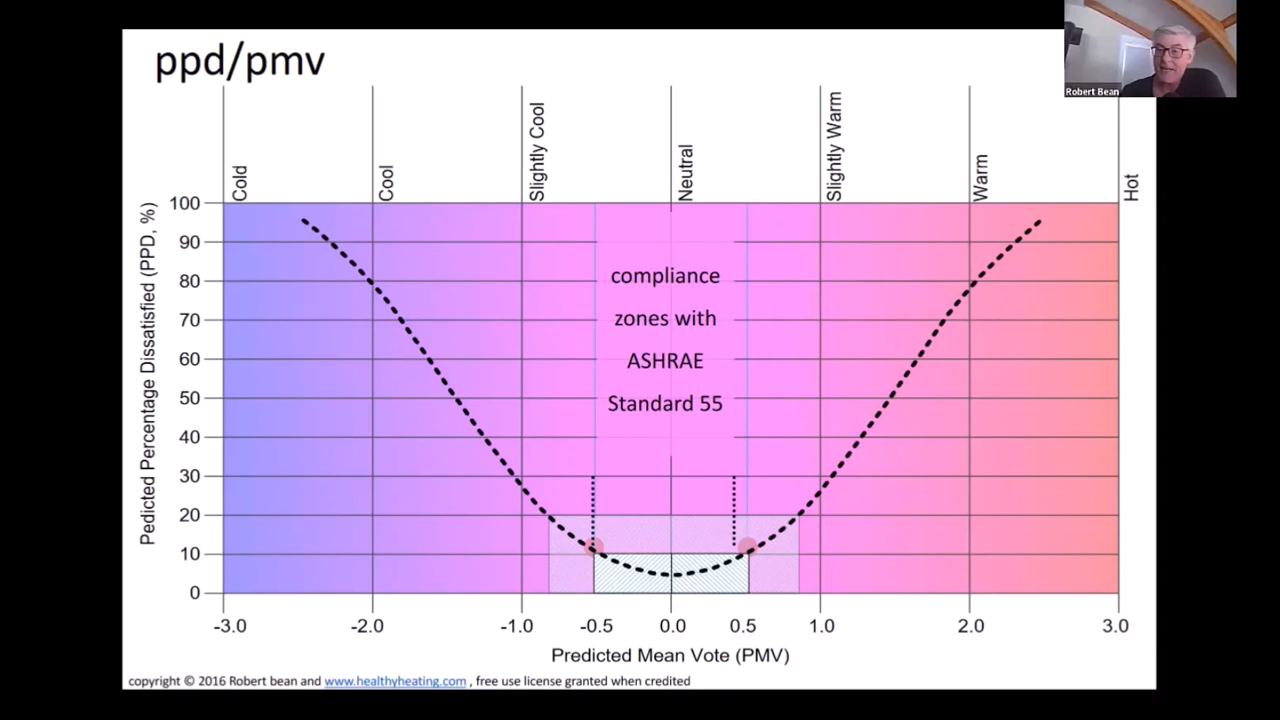 ppd/pmv
Robert Bean
Cold
Cool
Slightly Cool
Neutral
Slightly Warm
Warm
Hot
Pedicted Percentage Dissatisfied (PPD, %)
100
90
80
70
60
50
40
30
20
10
0
compliance
zones with
ASHRAE
Standard 55
-3.0 -2.0 -1.0 -0.5 0.0 0.5 1.0 2.0 3.0
Predicted Mean Vote (PMV)
copyright © 2016 Robert bean and www.healthyheating.com , free use license granted when credited